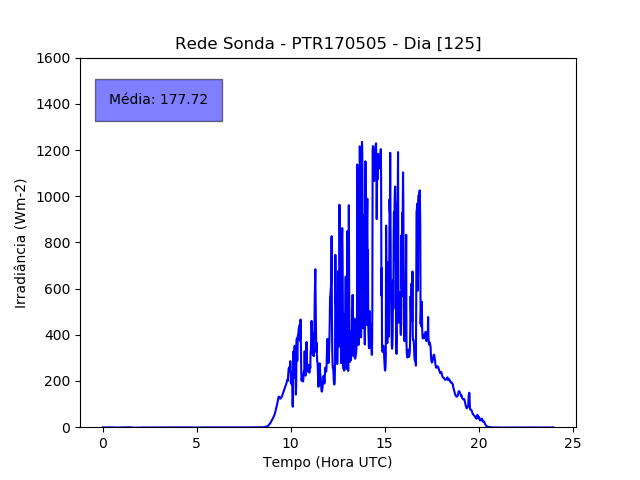 Rede Sonda - PTR170505 - Dia [125]
1600
1400
1200
1000
800
600
400
200
0
Média: 177.72
Irradiância (Wm-2)
0 5 10 15 20 25
Tempo (Hora UTC)